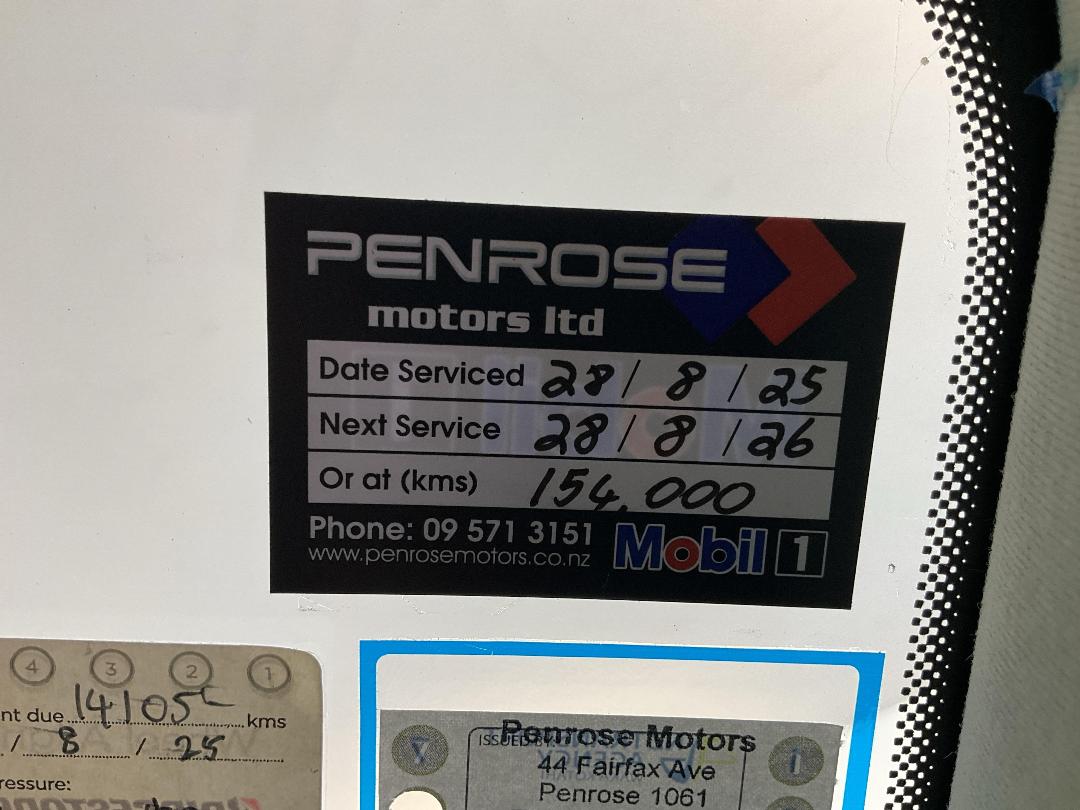 PENROSE
motors ltd
Date Serviced 28 / 8 / 25
Next Service 28 / 8 / 26
Or at (kms) 154,000
Phone: 09 571 3151
www.penrosemotors.co.nz
Mobil 1
4 3 2 1
nt due 14105 kms
/ 8 / 25
ressure:
ISSUED
Penrose Motors
44 Fairfax Ave
Penrose 1061